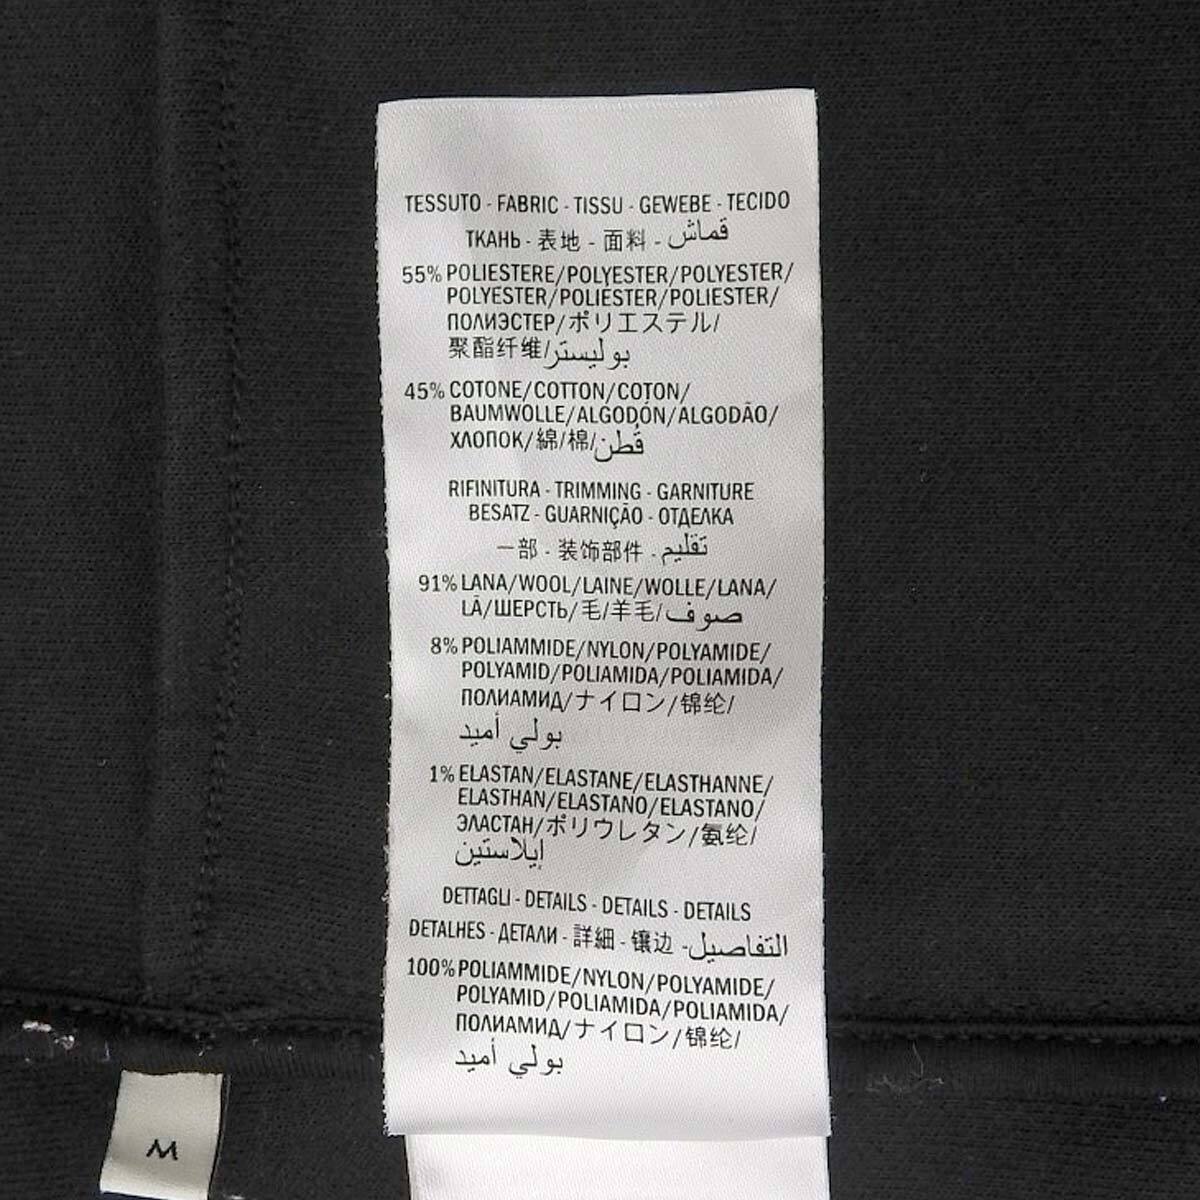 TESSUTO - FABRIC - TISSU - GEWEBE - TECIDO
ТКАНЬ - 表地 - 面料 - قماش
55% POLIESTERE/POLYESTER/POLYESTER/
POLYESTER/POLIÉSTER/POLIESTER/
ПОЛИЭСТЕР/ポリエステル/
聚酯纤维/بوليستر
45% COTONE/COTTON/COTON/
BAUMWOLLE/ALGODÓN/ALGODÃO/
ХЛОПОК/綿/棉/قُطن
RIFINITURA - TRIMMING - GARNITURE
BESATZ - GUARNIÇÃO - ОТДЕЛКА
一部 - 装饰部件 - تقليم
91% LANA/WOOL/LAINE/WOLLE/LANA/
LÃ/ШЕРСТЬ/毛/羊毛/صوف
8% POLIAMMIDE/NYLON/POLYAMIDE/
POLYAMID/POLIAMIDA/POLIAMIDA/
ПОЛИАМИД/ナイロン/锦纶/
بولي أميد
1% ELASTAN/ELASTANE/ELASTHANNE/
ELASTHAN/ELASTANO/ELASTANO/
ЭЛАСТАН/ポリウレタン/氨纶/
إيلاستين
DETTAGLI - DETAILS - DETAILS - DETAILS
DETALHES - ДЕТАЛИ - 詳細 - 镶边 - التفاصيل
100% POLIAMMIDE/NYLON/POLYAMIDE/
POLYAMID/POLIAMIDA/POLIAMIDA/
ПОЛИАМИД/ナイロン/锦纶/
بولي أميد
M